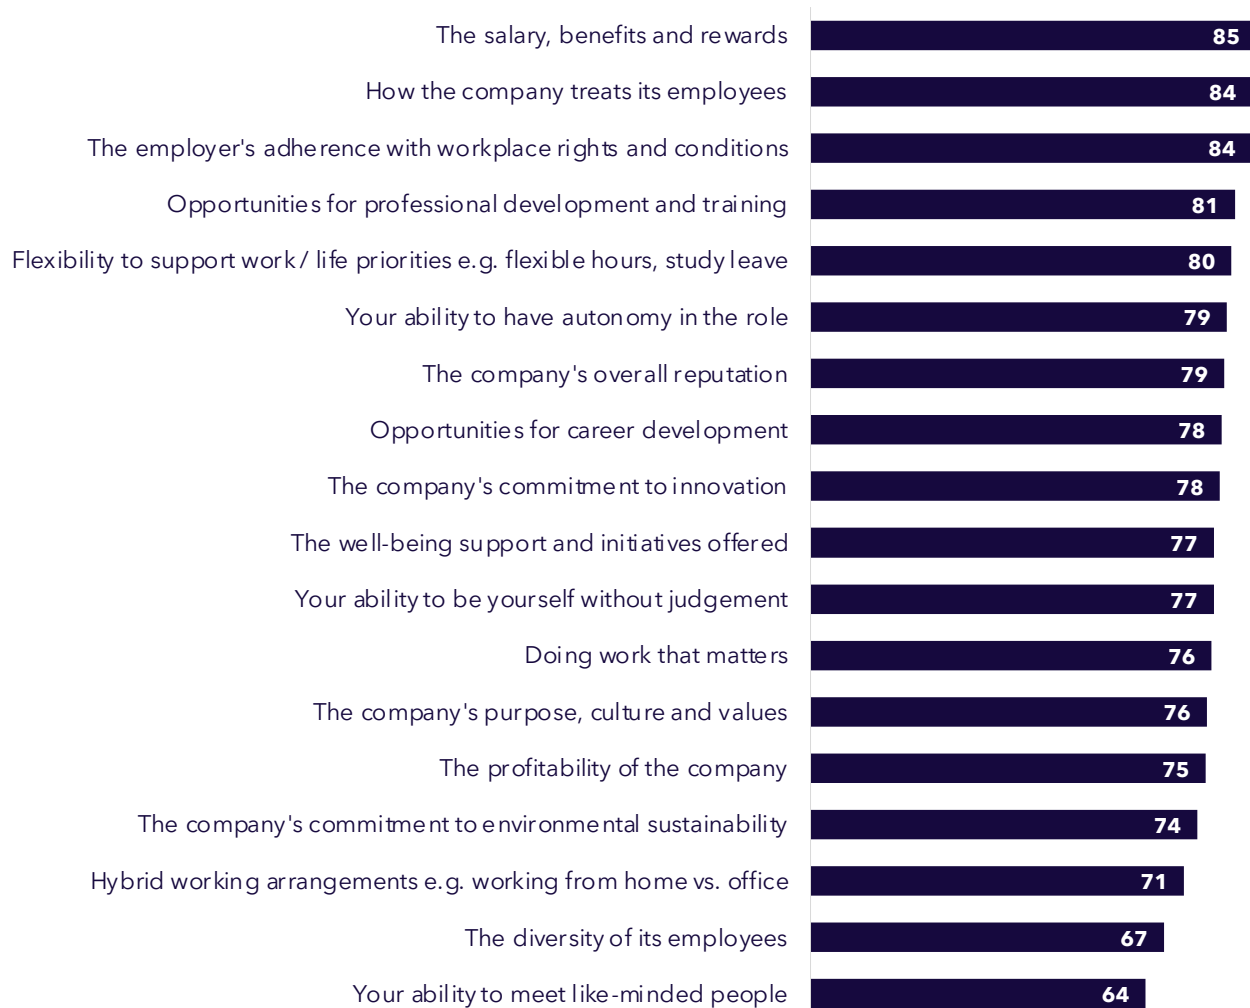 The salary, benefits and rewards 85
How the company treats its employees 84
The employer's adherence with workplace rights and conditions 84
Opportunities for professional development and training 81
Flexibility to support work / life priorities e.g. flexible hours, study leave 80
Your ability to have autonomy in the role 79
The company's overall reputation 79
Opportunities for career development 78
The company's commitment to innovation 78
The well-being support and initiatives offered 77
Your ability to be yourself without judgement 77
Doing work that matters 76
The company's purpose, culture and values 76
The profitability of the company 75
The company's commitment to environmental sustainability 74
Hybrid working arrangements e.g. working from home vs. office 71
The diversity of its employees 67
Your ability to meet like-minded people 64